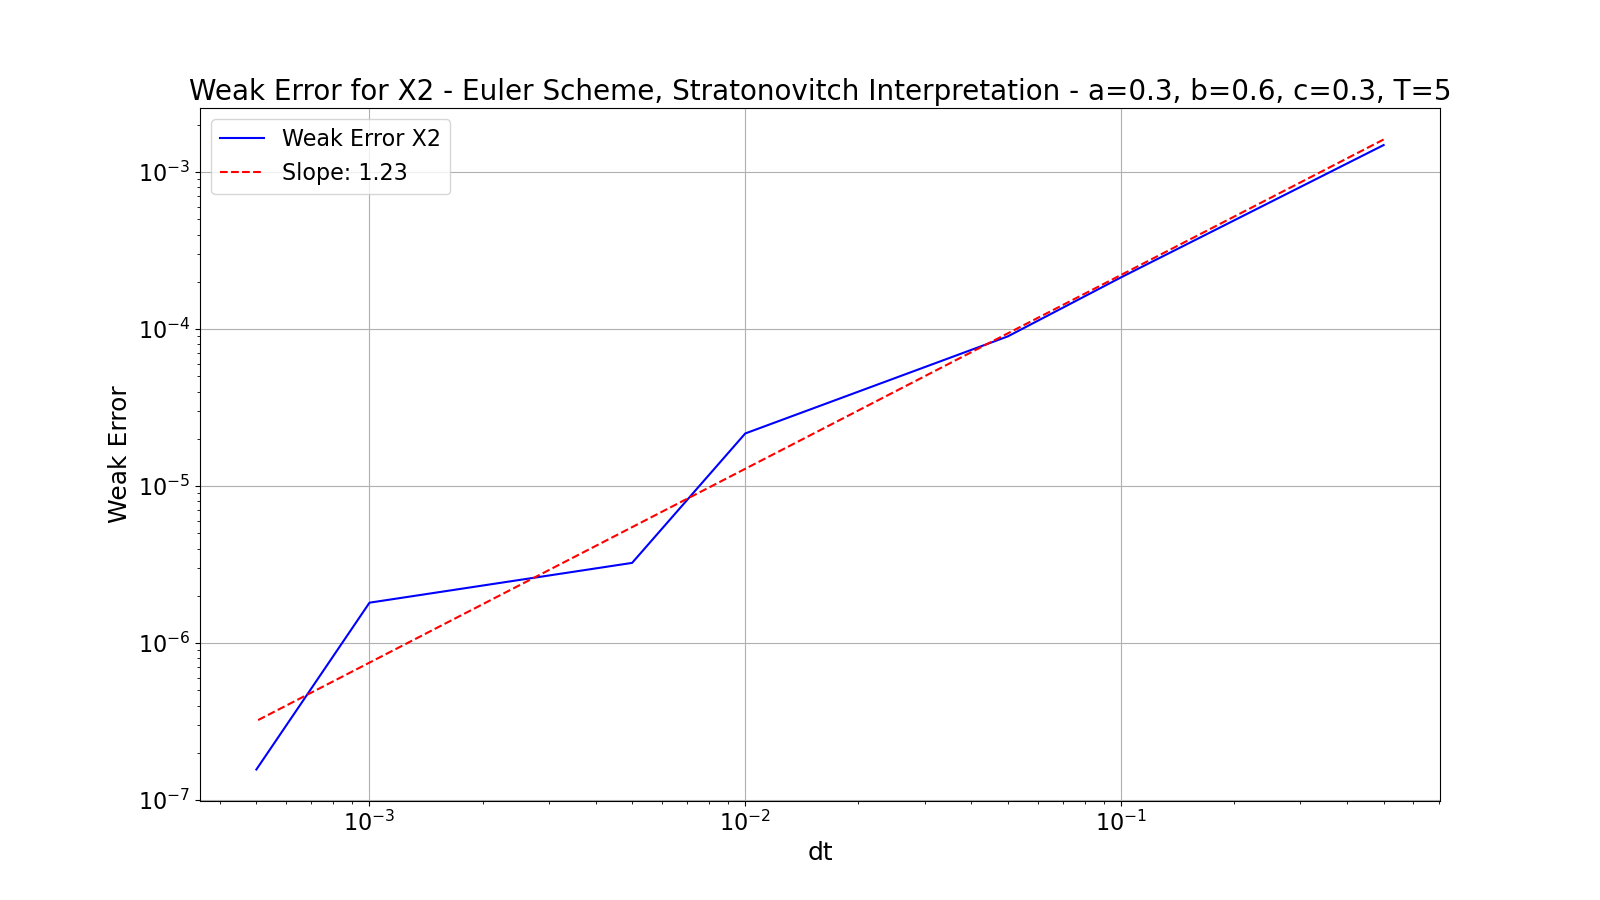 Weak Error for X2 - Euler Scheme, Stratonovitch Interpretation - a=0.3, b=0.6, c=0.3, T=5
Weak Error X2
Slope: 1.23
10⁻³
10⁻⁴
10⁻⁵
10⁻⁶
10⁻⁷
Weak Error
10⁻³ 10⁻² 10⁻¹
dt